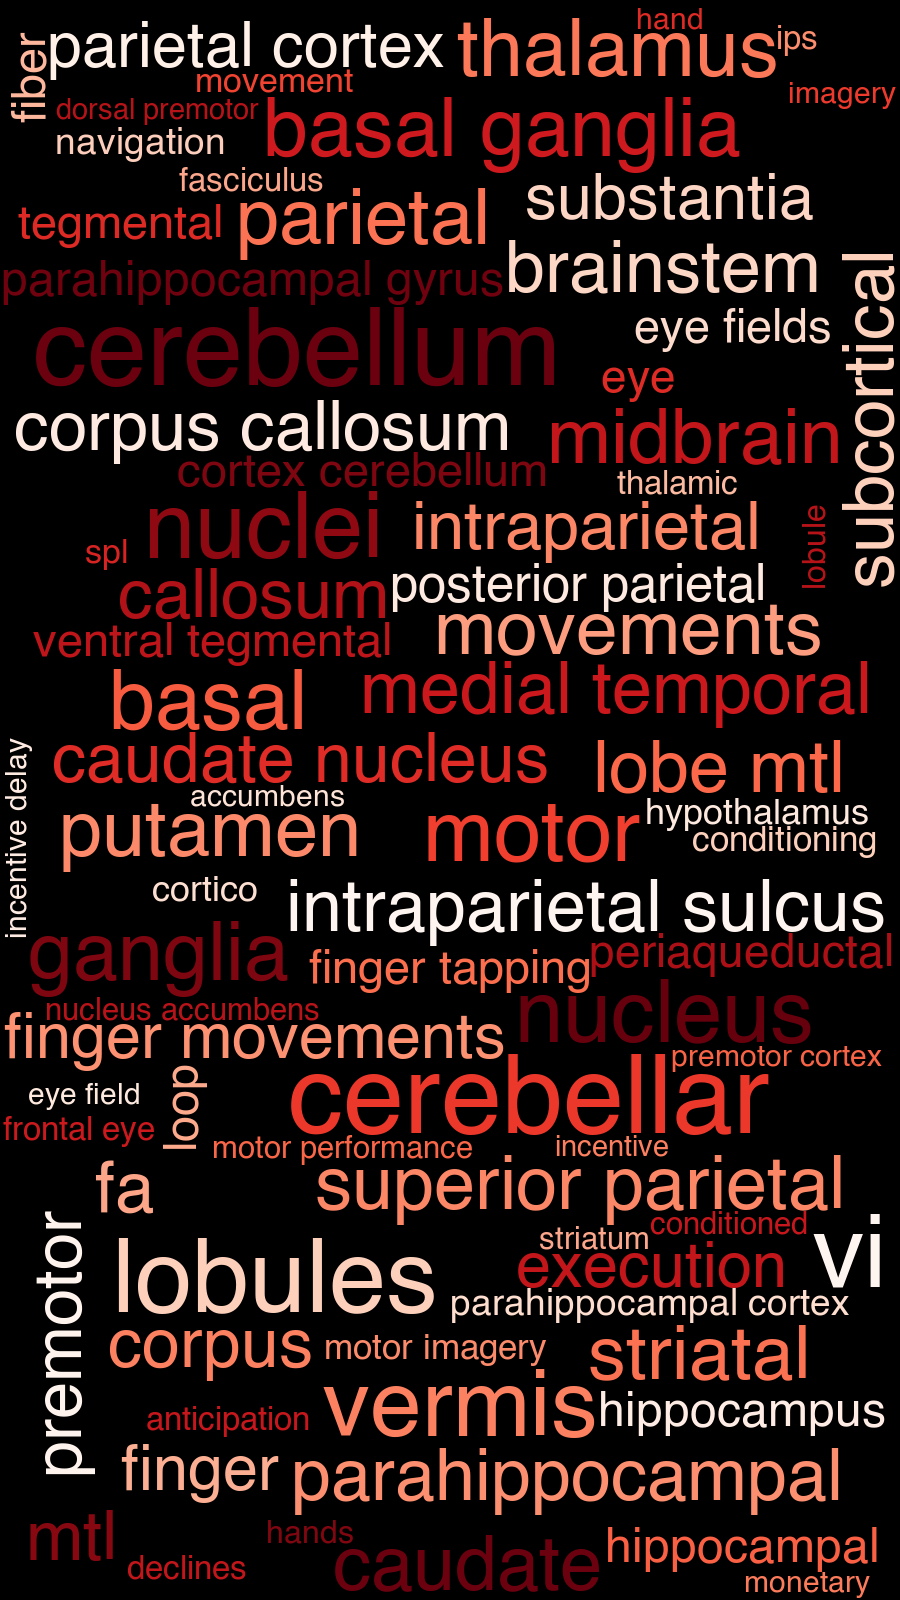 hand
parietal cortex
thalamus
ips
fiber
movement
imagery
dorsal premotor
basal ganglia
navigation
fasciculus
substantia
tegmental
parietal
brainstem
parahippocampal gyrus
subcortical
eye fields
cerebellum
eye
corpus callosum
midbrain
cortex cerebellum
thalamic
nuclei
intraparietal
lobule
spl
callosum
posterior parietal
ventral tegmental
movements
basal
medial temporal
caudate nucleus
lobe mtl
incentive delay
accumbens
putamen
motor
hypothalamus
conditioning
cortico
intraparietal sulcus
ganglia
finger tapping
periaqueductal
nucleus accumbens
nucleus
finger movements
premotor cortex
eye field
loop
cerebellar
frontal eye
motor performance
incentive
fa
superior parietal
premotor
conditioned
striatum
vi
lobules
execution
parahippocampal cortex
corpus
motor imagery
striatal
vermis
hippocampus
anticipation
finger
parahippocampal
mtl
hands
caudate
hippocampal
declines
monetary